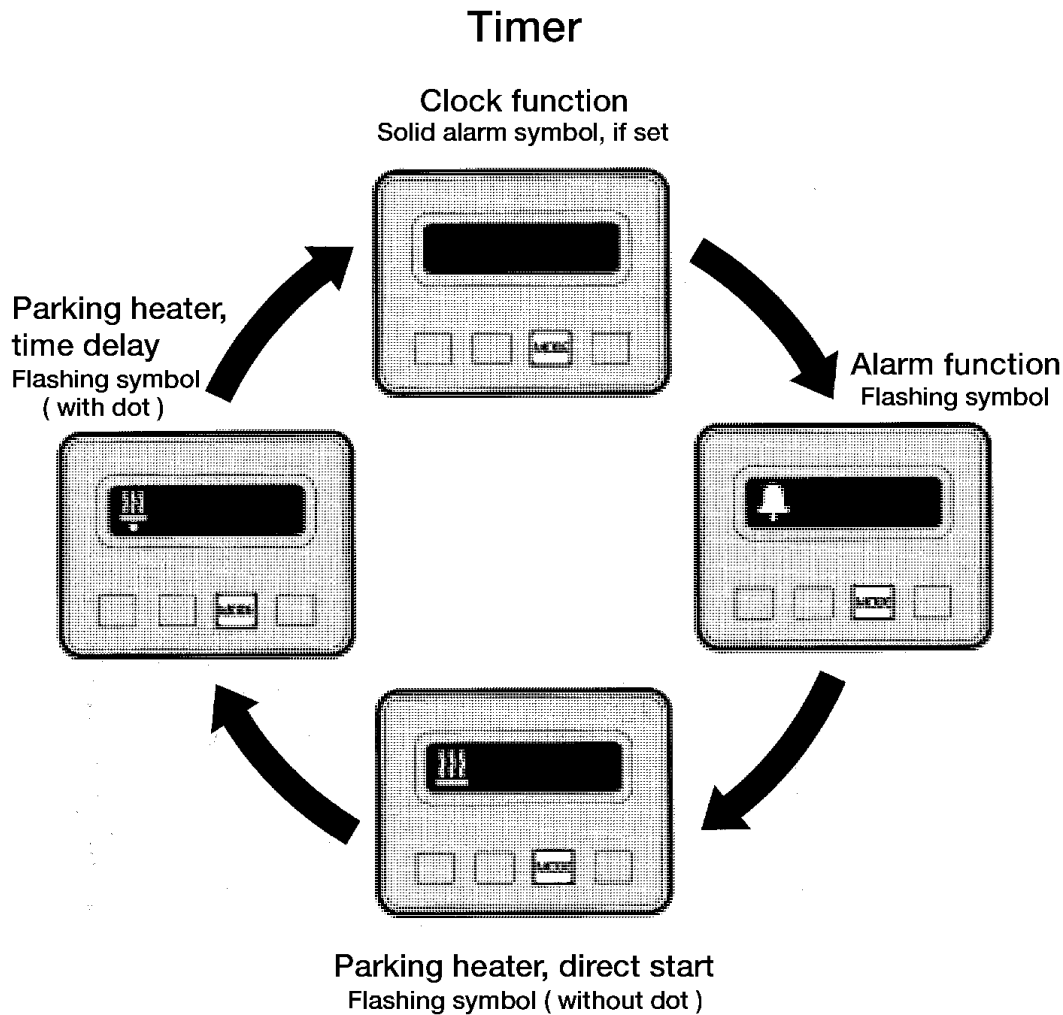 Timer
Clock function
Solid alarm symbol, if set
Parking heater,
time delay
Flashing symbol
( with dot )
Alarm function
Flashing symbol
Parking heater, direct start
Flashing symbol ( without dot )